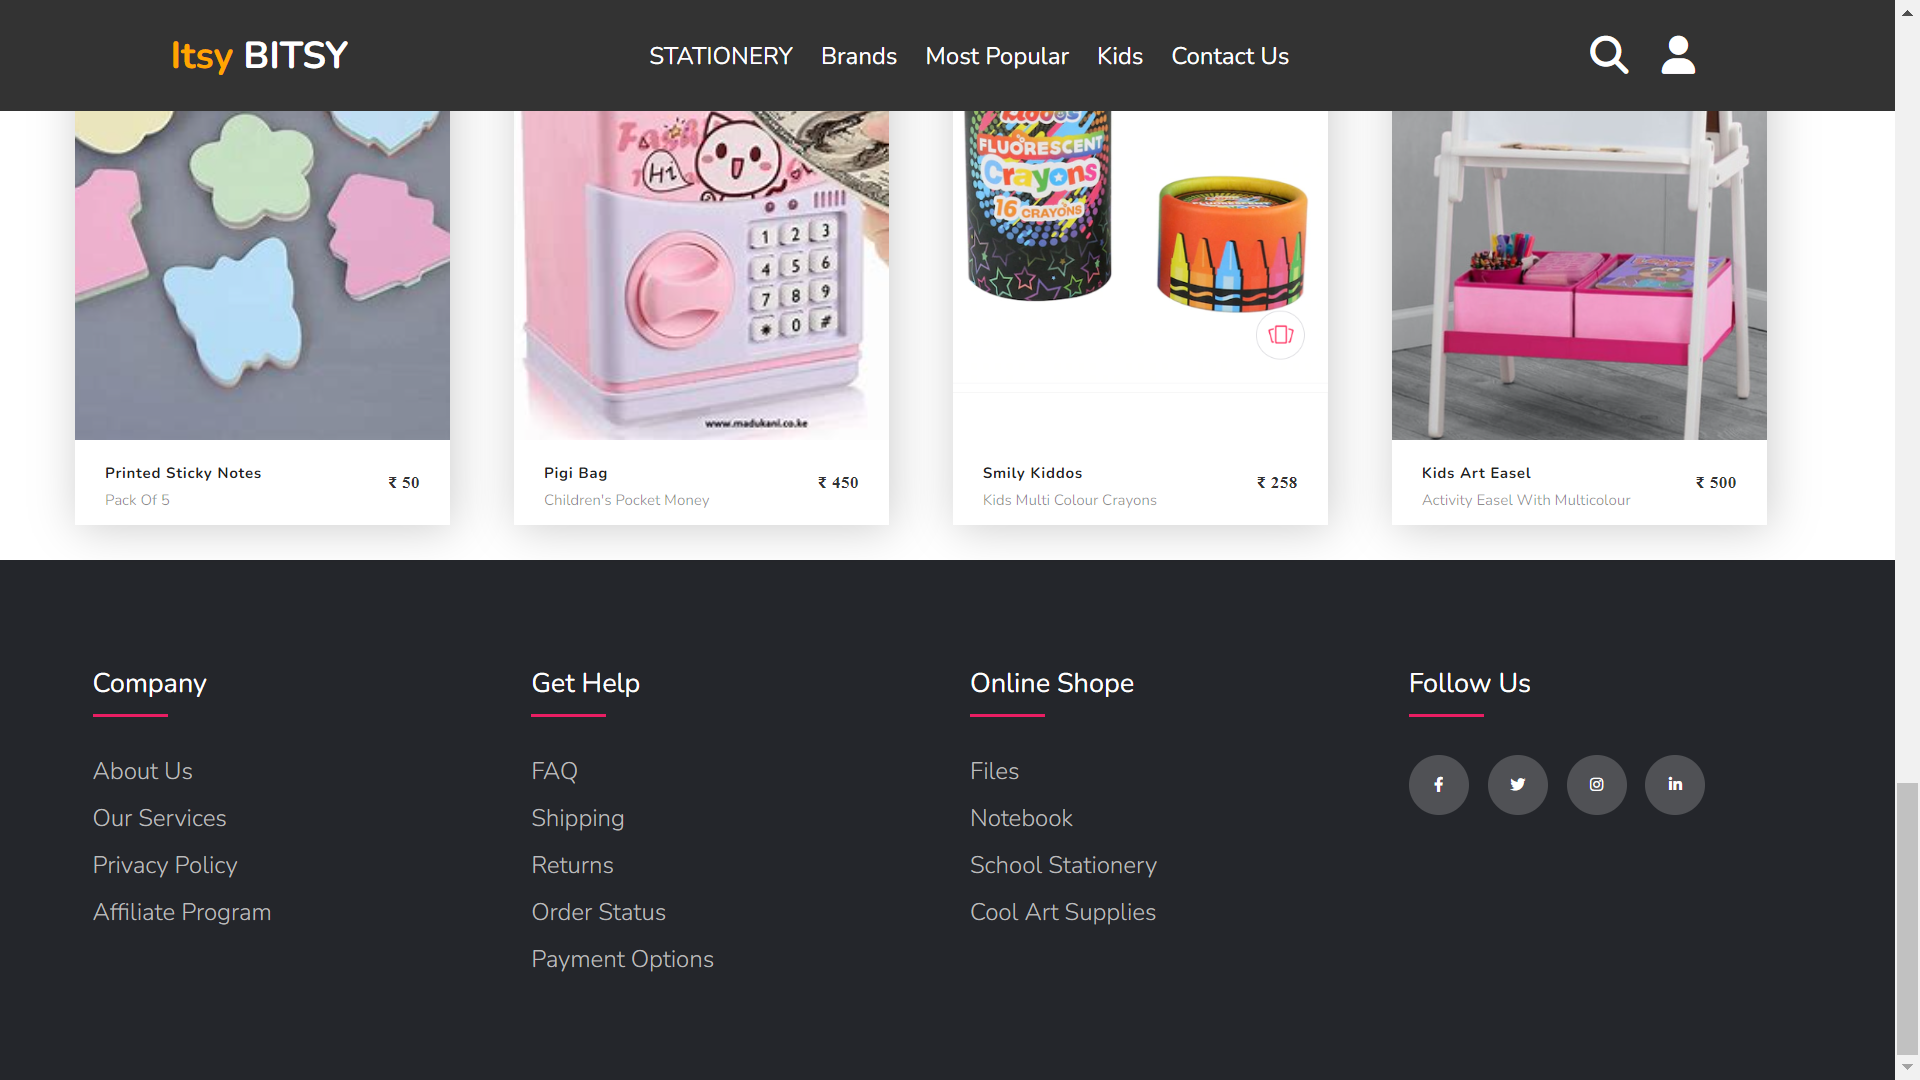 Itsy BITSY
STATIONERY Brands Most Popular Kids Contact Us
Hi
1 2 3
4 5 6
7 8 9
* 0 #
www.madukani.co.ke
FLUORESCENT
Crayons
16 CRAYONS
Printed Sticky Notes
Pack Of 5
₹ 50
Pigi Bag
Children's Pocket Money
₹ 450
Smily Kiddos
Kids Multi Colour Crayons
₹ 258
Kids Art Easel
Activity Easel With Multicolour
₹ 500
Company
About Us
Our Services
Privacy Policy
Affiliate Program
Get Help
FAQ
Shipping
Returns
Order Status
Payment Options
Online Shope
Files
Notebook
School Stationery
Cool Art Supplies
Follow Us